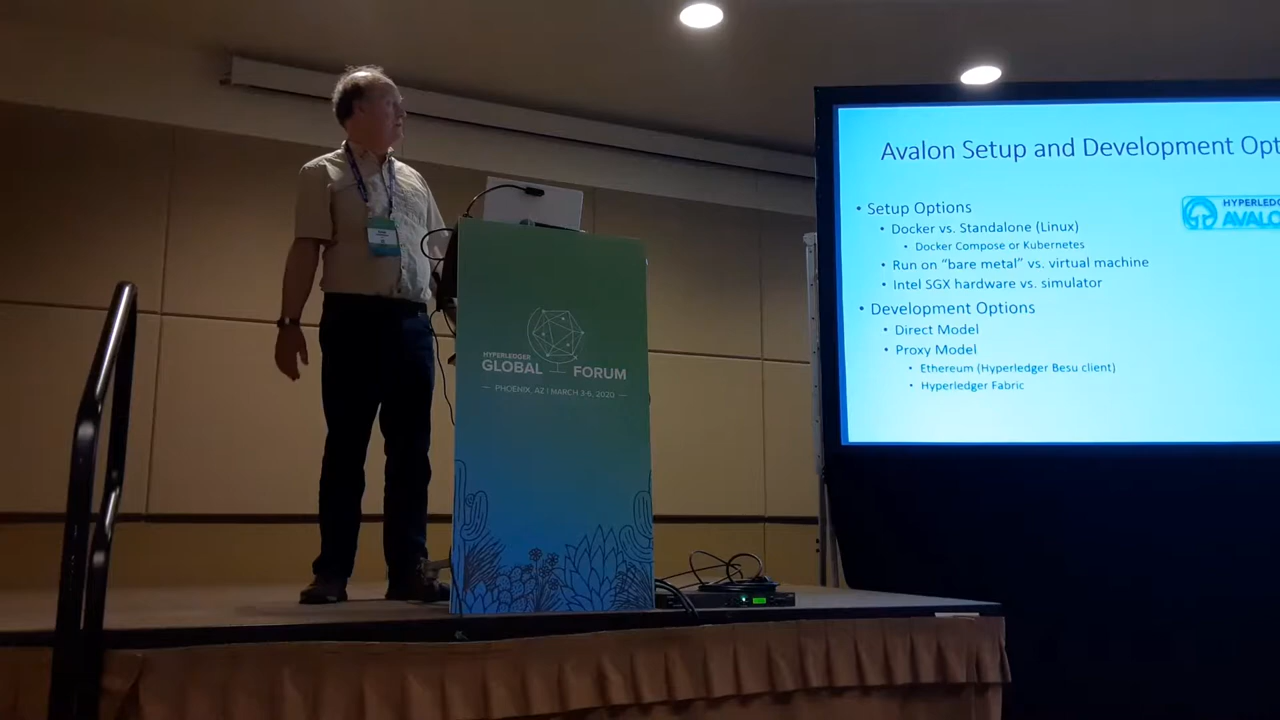 Avalon Setup and Development Opt
• Setup Options
• Docker vs. Standalone (Linux)
• Docker Compose or Kubernetes
• Run on “bare metal” vs. virtual machine
• Intel SGX hardware vs. simulator
• Development Options
• Direct Model
• Proxy Model
• Ethereum (Hyperledger Besu client)
• Hyperledger Fabric
HYPERLEDG
AVALO
HYPERLEDGER
GLOBAL FORUM
— PHOENIX, AZ | MARCH 3-6, 2020 —